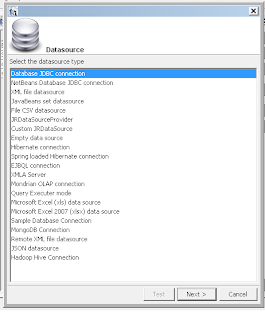 Datasource
Select the datasource type
Database JDBC connection
NetBeans Database JDBC connection
XML file datasource
JavaBeans set datasource
File CSV datasource
JRDataSourceProvider
Custom JRDataSource
Empty data source
Hibernate connection
Spring loaded Hibernate connection
EJBQL connection
XMLA Server
Mondrian OLAP connection
Query Executer mode
Microsoft Excel (xls) data source
Microsoft Excel 2007 (xlsx) data source
Sample Database Connection
MongoDB Connection
Remote XML file datasource
JSON datasource
Hadoop Hive Connection
Test
Next >
Cancel